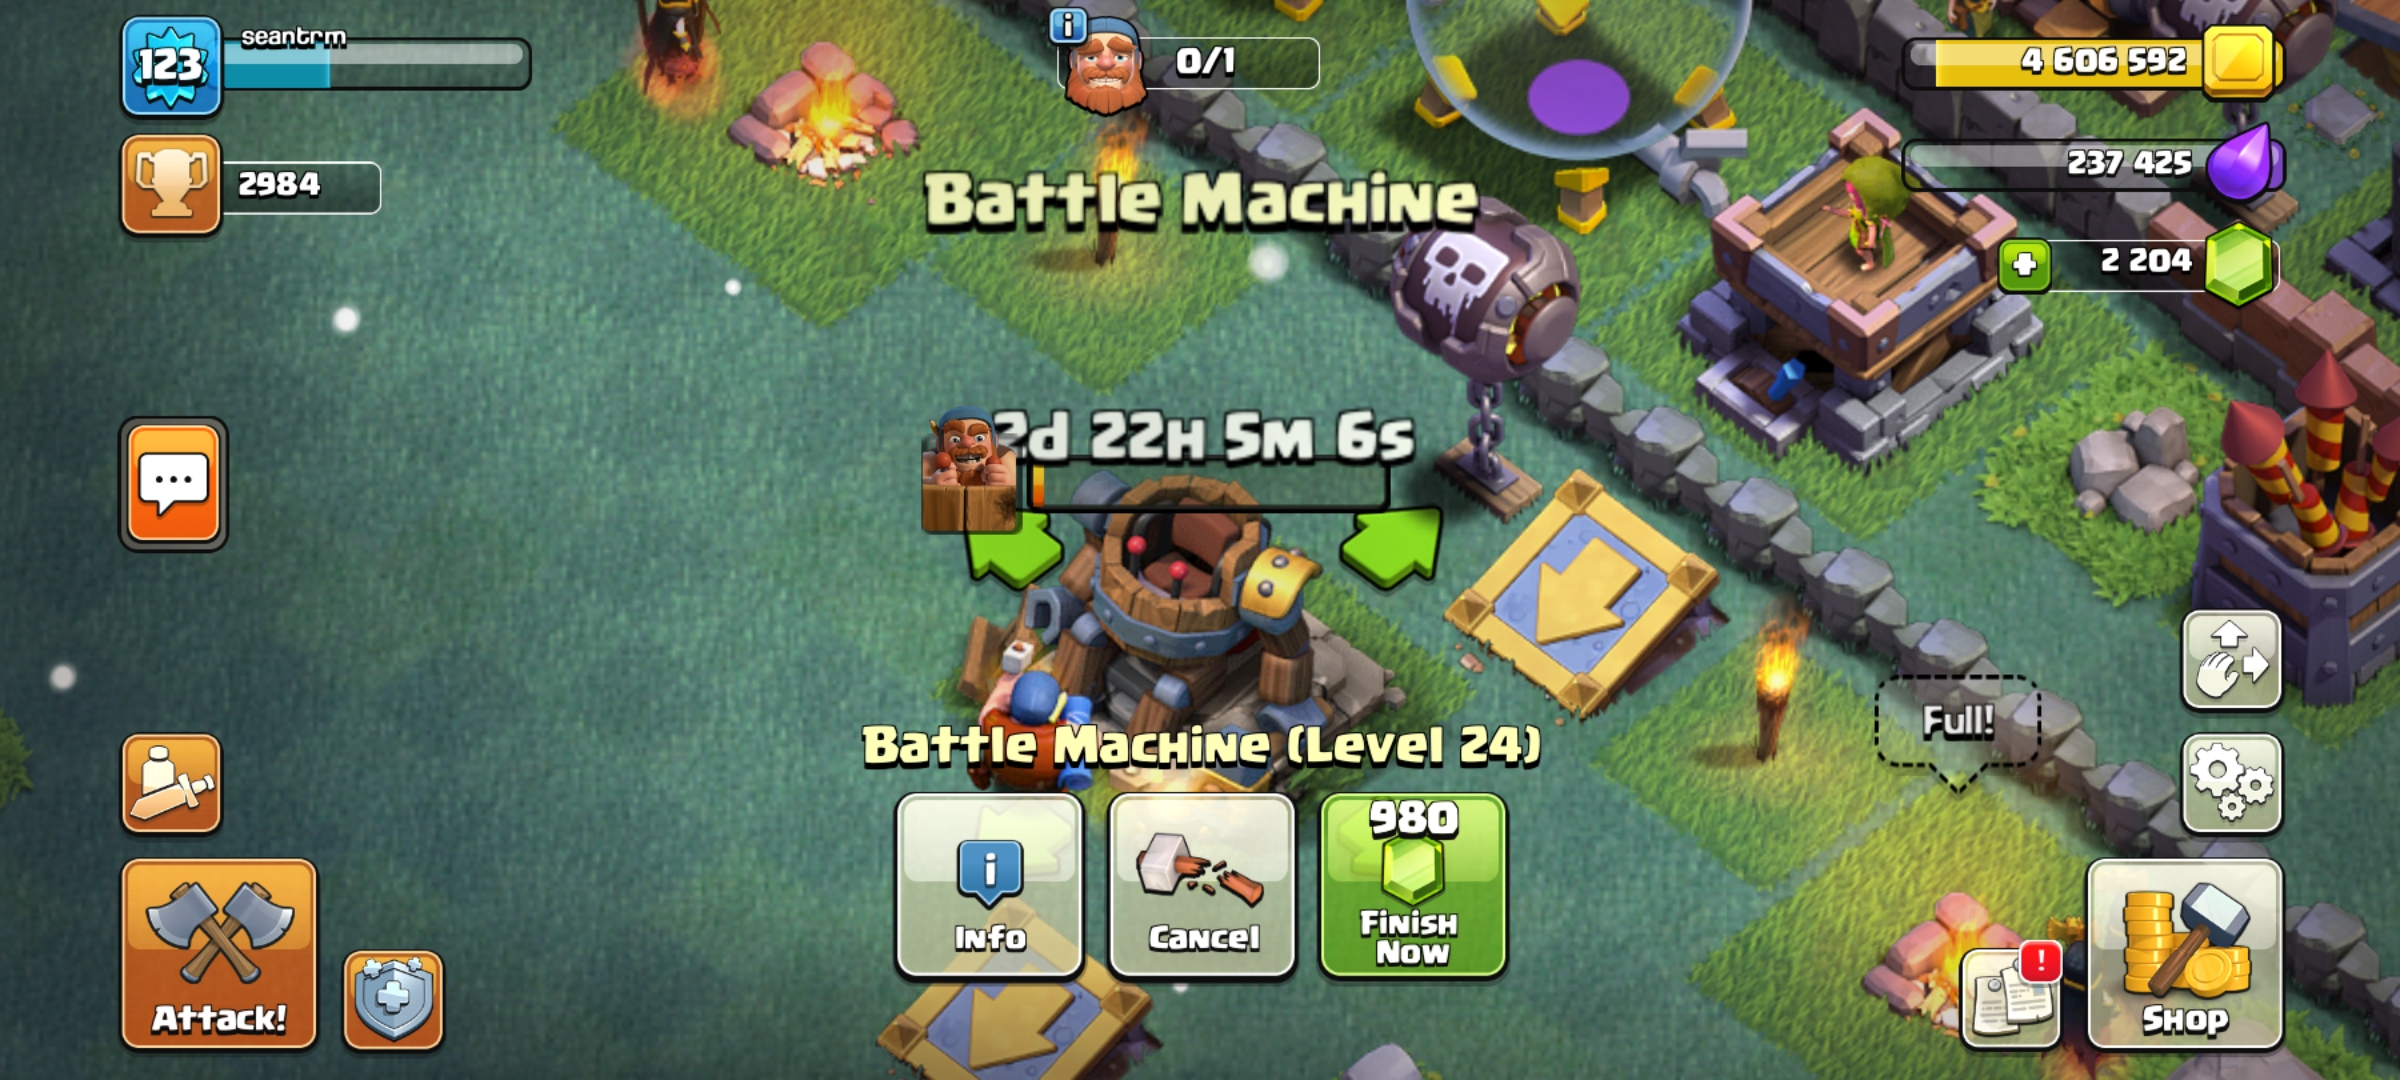 123
seantrm
0/1
4 606 592
2984
237 425
Battle Machine
2 204
2d 22h 5m 6s
Full!
Battle Machine (Level 24)
980
Info
Cancel
Finish
Now
Attack!
!
Shop